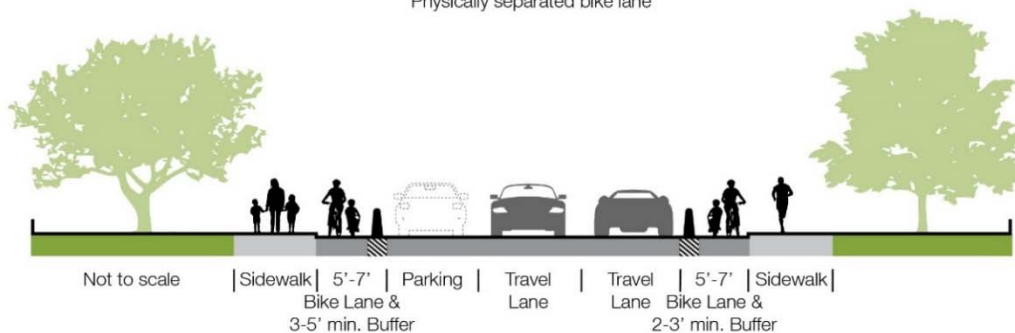 Physically separated bike lane
Not to scale | Sidewalk | 5'-7' | Parking | Travel | Travel | 5'-7' | Sidewalk |
Bike Lane & Lane Lane Bike Lane &
3-5' min. Buffer 2-3' min. Buffer